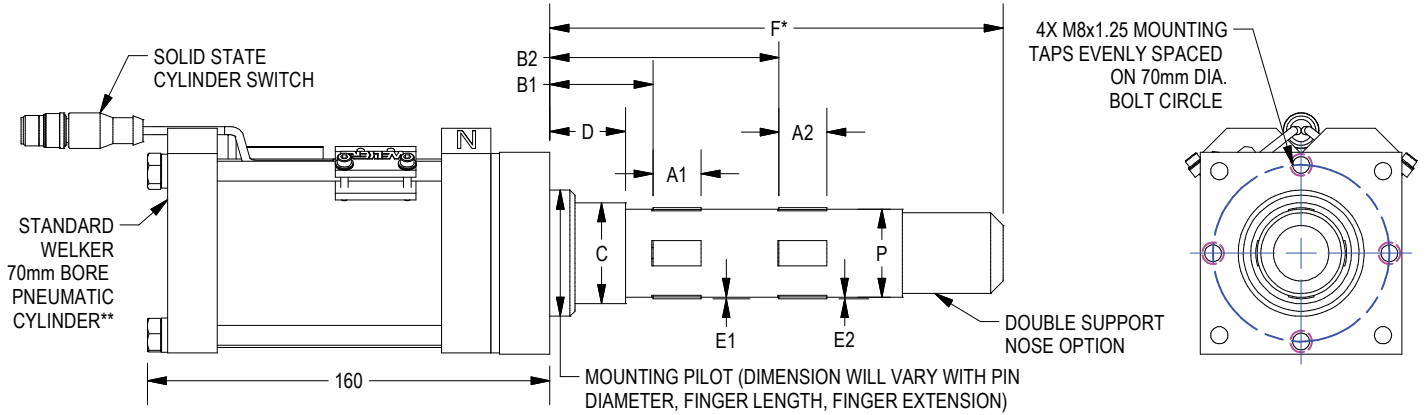 F*
B2
B1
D
A2
A1
SOLID STATE
CYLINDER SWITCH
N
STANDARD
WELKER
70mm BORE
PNEUMATIC
CYLINDER**
C
P
E1
E2
160
DOUBLE SUPPORT
NOSE OPTION
MOUNTING PILOT (DIMENSION WILL VARY WITH PIN
DIAMETER, FINGER LENGTH, FINGER EXTENSION)
4X M8x1.25 MOUNTING
TAPS EVENLY SPACED
ON 70mm DIA.
BOLT CIRCLE